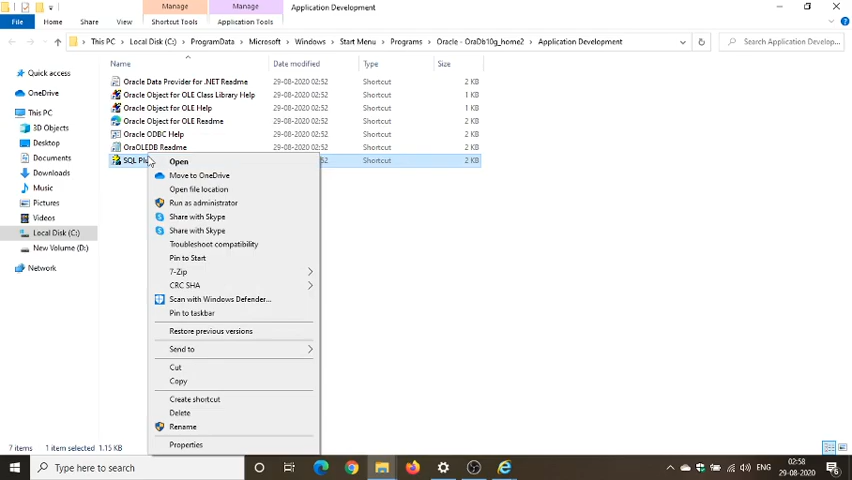 Manage
Manage
Application Development
File
Home
Share
View
Shortcut Tools
Application Tools
This PC
Local Disk (C:)
ProgramData
Microsoft
Windows
Start Menu
Programs
Oracle - OraDb10g_home2
Application Development
Search Application Development...
Quick access
OneDrive
This PC
3D Objects
Desktop
Documents
Downloads
Music
Pictures
Videos
Local Disk (C:)
New Volume (D:)
Network
Name
Date modified
Type
Size
Oracle Data Provider for .NET Readme 29-08-2020 02:52 Shortcut 2 KB
Oracle Object for OLE Class Library Help 29-08-2020 02:52 Shortcut 1 KB
Oracle Object for OLE Help 29-08-2020 02:52 Shortcut 1 KB
Oracle Object for OLE Readme 29-08-2020 02:52 Shortcut 2 KB
Oracle ODBC Help 29-08-2020 02:52 Shortcut 1 KB
OraOLEDB Readme 29-08-2020 02:52 Shortcut 2 KB
SQL Plu 52 Shortcut 2 KB
Open
Move to OneDrive
Open file location
Run as administrator
Share with Skype
Share with Skype
Troubleshoot compatibility
Pin to Start
7-Zip
CRC SHA
Scan with Windows Defender...
Pin to taskbar
Restore previous versions
Send to
Cut
Copy
Create shortcut
Delete
Rename
Properties
7 items 1 item selected 1.15 KB
Type here to search
ENG
02:58
29-08-2020
6